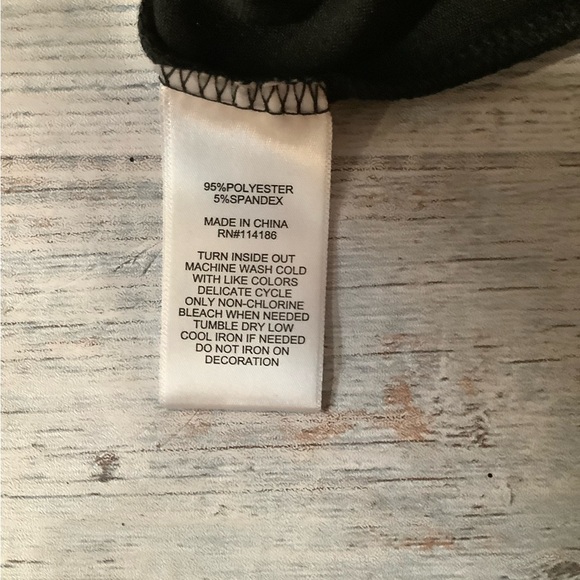 95%POLYESTER
5%SPANDEX
MADE IN CHINA
RN#114186
TURN INSIDE OUT
MACHINE WASH COLD
WITH LIKE COLORS
DELICATE CYCLE
ONLY NON-CHLORINE
BLEACH WHEN NEEDED
TUMBLE DRY LOW
COOL IRON IF NEEDED
DO NOT IRON ON
DECORATION